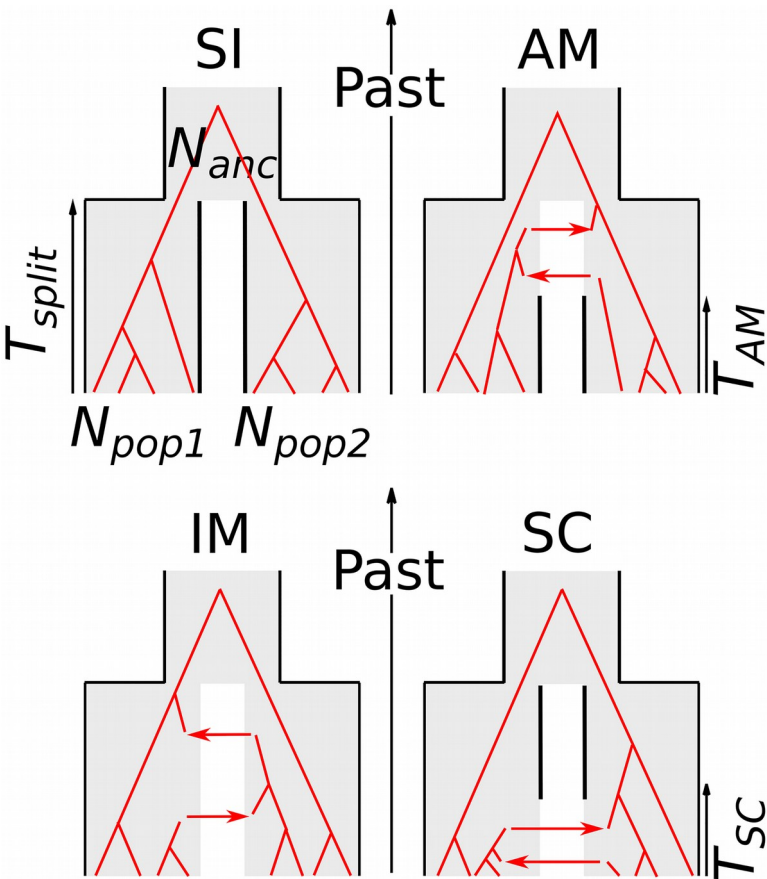 SI
AM
Past
N_anc
T_split
T_AM
N_pop1 N_pop2
IM
SC
Past
T_SC